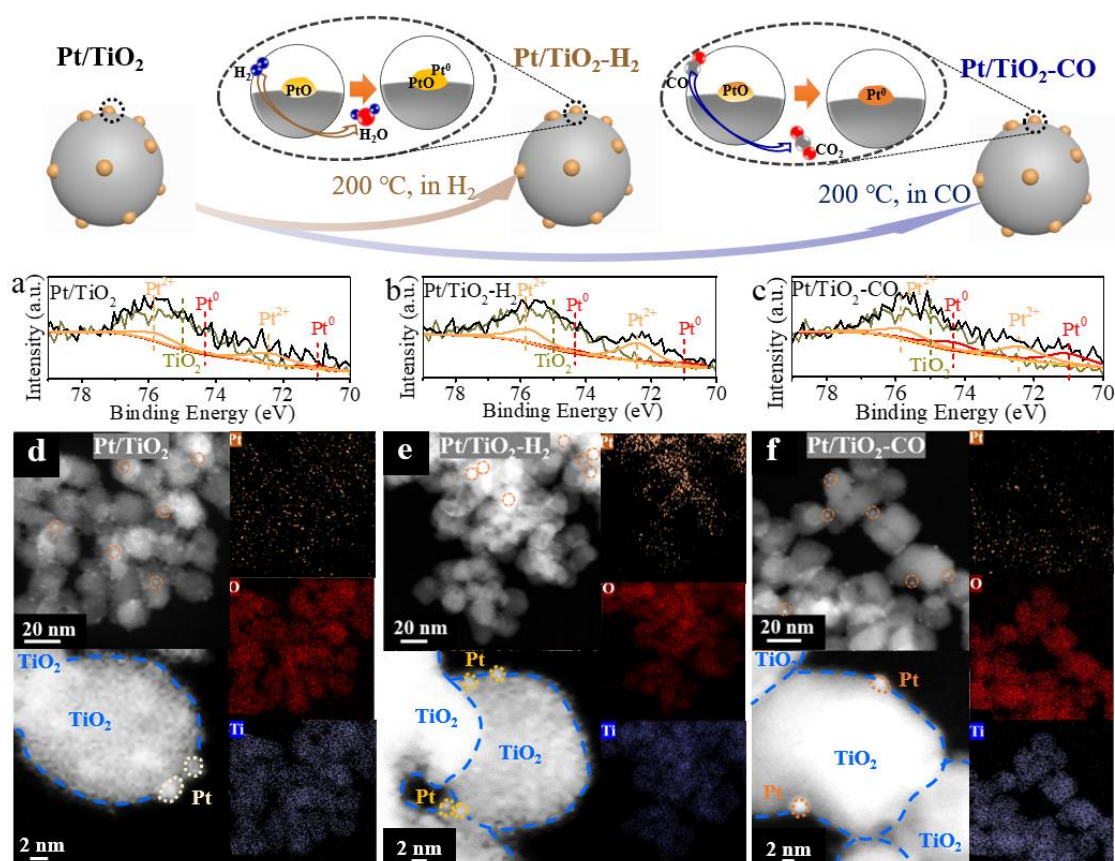 Pt/TiO₂
Pt/TiO₂-H₂
Pt/TiO₂-CO
H₂
PtO
Pt⁰
PtO
H₂O
CO
PtO
Pt⁰
CO₂
200 °C, in H₂
200 °C, in CO
a
Pt/TiO₂
Pt²⁺
Pt⁰
Pt²⁺
Pt⁰
TiO₂
Intensity (a.u.)
78 76 74 72 70
Binding Energy (eV)
b
Pt/TiO₂-H₂
Pt²⁺
Pt⁰
Pt²⁺
Pt⁰
TiO₂
Intensity (a.u.)
78 76 74 72 70
Binding Energy (eV)
c
Pt/TiO₂-CO
Pt²⁺
Pt⁰
Pt²⁺
Pt⁰
TiO₂
Intensity (a.u.)
78 76 74 72 70
Binding Energy (eV)
d
Pt/TiO₂
20 nm
Pt
O
Ti
TiO₂
TiO₂
Pt
2 nm
e
Pt/TiO₂-H₂
20 nm
Pt
O
Ti
Pt
TiO₂
TiO₂
Pt
2 nm
f
Pt/TiO₂-CO
20 nm
Pt
O
Ti
TiO₂
Pt
TiO₂
Pt
TiO₂
2 nm